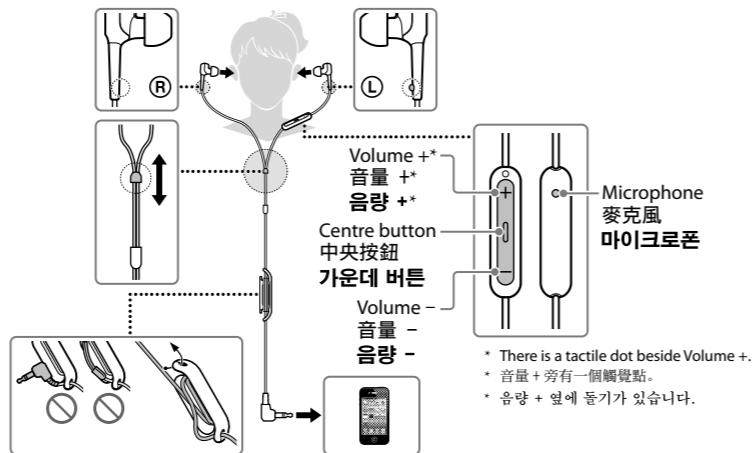 R
L
Volume +*
音量 +*
음량 +*
Centre button
中央按鈕
가운데 버튼
Volume −
音量 −
음량 −
Microphone
麥克風
마이크로폰
* There is a tactile dot beside Volume +.
* 音量 + 旁有一個觸覺點。
* 음량 + 옆에 돌기가 있습니다.